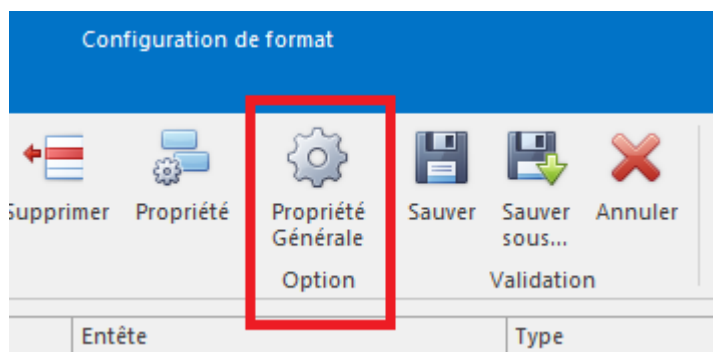 Configuration de format
Supprimer
Propriété
Propriété
Générale
Sauver
Sauver
sous...
Annuler
Option
Validation
Entête
Type